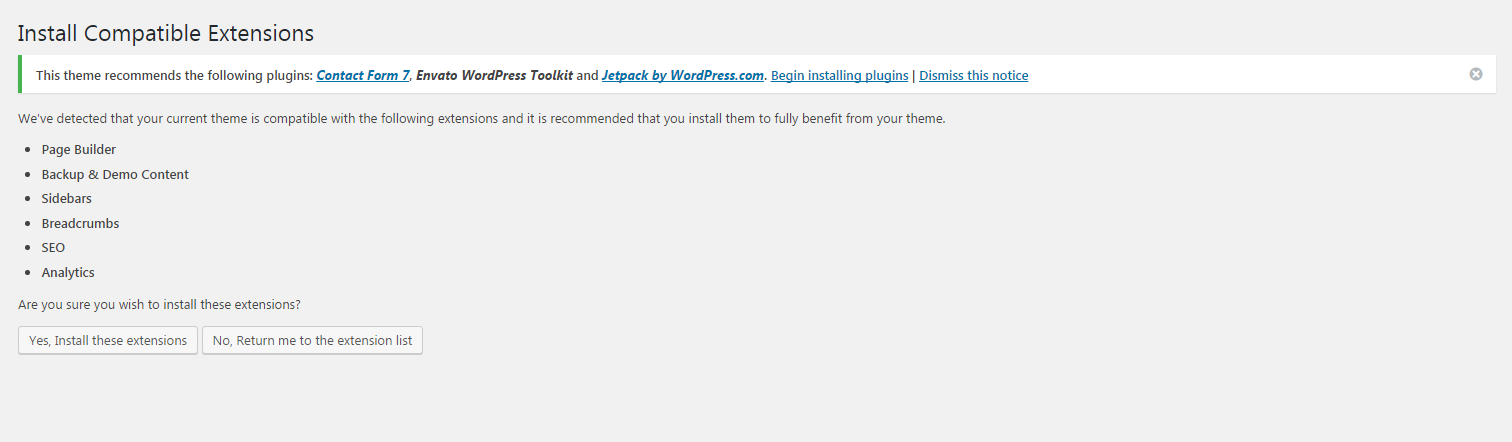 Install Compatible Extensions
This theme recommends the following plugins: Contact Form 7, Envato WordPress Toolkit and Jetpack by WordPress.com. Begin installing plugins | Dismiss this notice
We've detected that your current theme is compatible with the following extensions and it is recommended that you install them to fully benefit from your theme.
Page Builder
Backup & Demo Content
Sidebars
Breadcrumbs
SEO
Analytics
Are you sure you wish to install these extensions?
Yes, Install these extensions No, Return me to the extension list